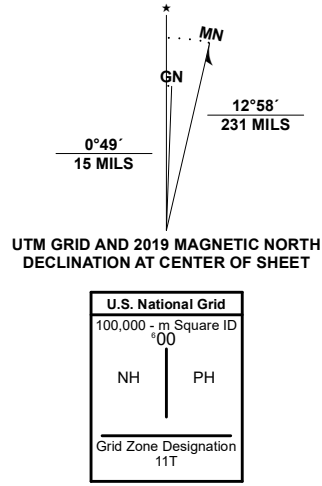 ★
MN
GN
12°58´
231 MILS
0°49´
15 MILS
UTM GRID AND 2019 MAGNETIC NORTH
DECLINATION AT CENTER OF SHEET
U.S. National Grid
100,000 - m Square ID
⁶00
NH PH
Grid Zone Designation
11T